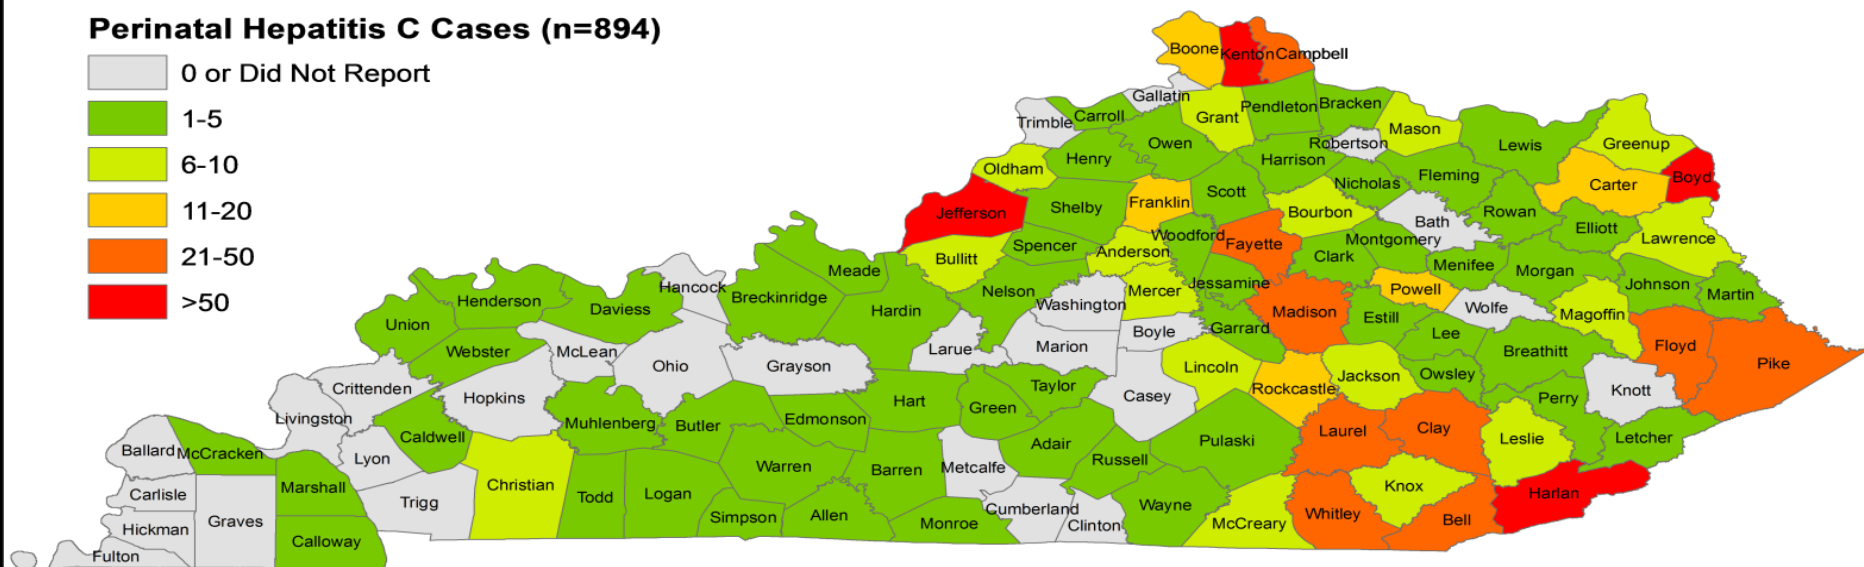 Perinatal Hepatitis C Cases (n=894)
0 or Did Not Report
1-5
6-10
11-20
21-50
>50
Boone
Kenton
Campbell
Gallatin
Trimble
Carroll
Grant
Pendleton
Bracken
Mason
Robertson
Lewis
Greenup
Owen
Henry
Oldham
Harrison
Nicholas
Fleming
Carter
Boyd
Jefferson
Shelby
Franklin
Scott
Bourbon
Bath
Rowan
Elliott
Lawrence
Bullitt
Spencer
Anderson
Woodford
Fayette
Clark
Montgomery
Menifee
Morgan
Johnson
Martin
Meade
Hancock
Breckinridge
Hardin
Nelson
Washington
Mercer
Jessamine
Madison
Powell
Estill
Wolfe
Magoffin
Henderson
Daviess
Union
Webster
McLean
Ohio
Grayson
Larue
Marion
Boyle
Garrard
Lee
Breathitt
Floyd
Pike
Crittenden
Hopkins
Livingston
Hart
Green
Taylor
Casey
Lincoln
Rockcastle
Jackson
Owsley
Perry
Knott
Ballard
McCracken
Lyon
Caldwell
Muhlenberg
Butler
Edmonson
Adair
Russell
Pulaski
Laurel
Clay
Leslie
Letcher
Carlisle
Marshall
Trigg
Christian
Todd
Logan
Warren
Barren
Metcalfe
Wayne
Knox
Harlan
Hickman
Graves
Calloway
Simpson
Allen
Monroe
Cumberland
Clinton
McCreary
Whitley
Bell
Fulton